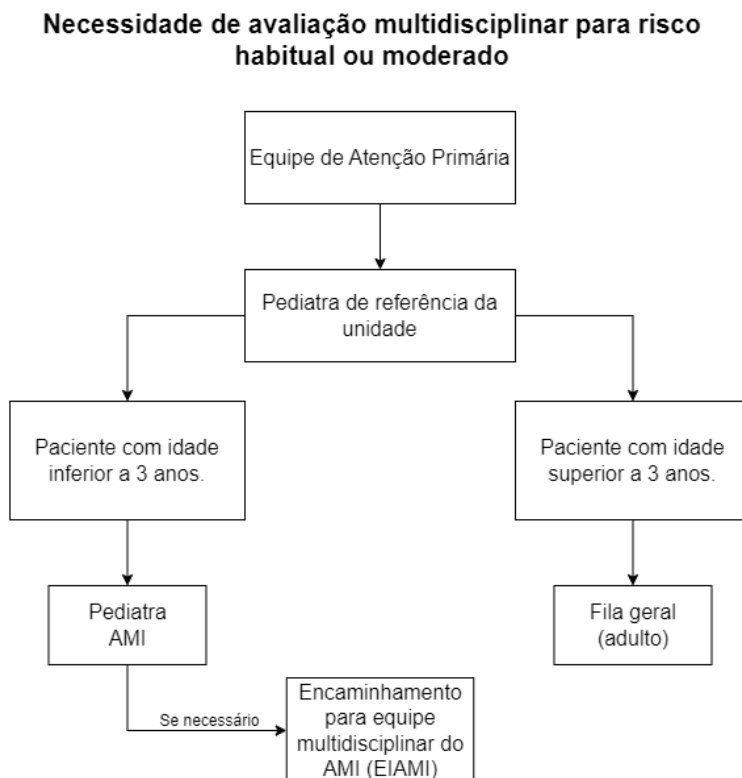 Necessidade de avaliação multidisciplinar para risco
habitual ou moderado
Equipe de Atenção Primária
Pediatra de referência da
unidade
Paciente com idade
inferior a 3 anos.
Paciente com idade
superior a 3 anos.
Pediatra
AMI
Fila geral
(adulto)
Se necessário
Encaminhamento
para equipe
multidisciplinar do
AMI (EIAMI)